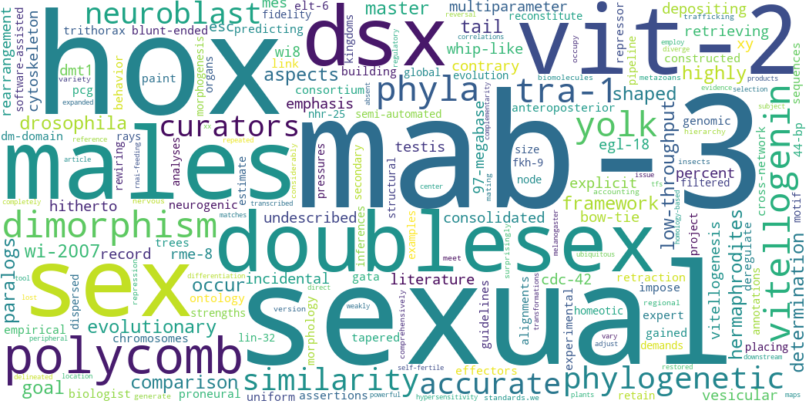 hox
dsx
vit-2
mab-3
males
sex
sexual
doublesex
polycomb
dimorphism
neuroblast
master
multiparameter
depositing
retrieving
mes
elt-6
fidelity
predicting
esc
trithorax
blunt-ended
rearrangement
software-assisted
cytoskeleton
dmt1
variety
pcg
expanded
paint
behavior
morphogenesis
organs
wi8
link
aspects
consortium
building
global
emphasis
nhr-25
kingdoms
regulatory
absent
tail
whip-like
contrary
evolution
correlations
reconstitute
trafficking
reversal
repressor
pipeline
employ
diverge
occupy
biomolecules
metazoans
xy
constructed
highly
products
evidence
selection
sequences
44-bp
drosophila
dm-domain
reference
article
completely
rays
rewiring
rnai-feeding
nervous
analyses
neurogenic
repeated
estimate
considerably
curators
phyla
semi-automated
complementarity
tra-1
shaped
anteroposterior
yolk
egl-18
genomic
hierarchy
subject
cross-network
motif
vitellogenin
testis
center
pressures
structural
97-megabase
mating
size
fkh-9
node
explicit
accounting
issue
tfs
homology-based
low-throughput
percent
filtered
insects
framework
bow-tie
hitherto
undescribed
transcribed
matches
secondary
inferences
examples
gata
consolidated
melanogaster
meet
surprisingly
ubiquitous
project
hermaphrodites
deregulate
vitellogenesis
annotations
determination
paralogs
wi-2007
record
trees
rme-8
tool
lost
dispersed
occur
incidental
differentiation
repression
direct
ontology
strengths
literature
weakly
comprehensively
guidelines
cdc-42
alignments
transformations
homeotic
experimental
retraction
impose
regional
expert
gained
placing
downstream
empirical
peripheral
evolutionary
chromosomes
delineated
location
version
lin-32
morphology
tapered
vary
adjust
demands
restored
goal
biologist
generate
comparison
proneural
similarity
uniform
assertions
self-fertile
powerful
accurate
effectors
hypersensitivity
standards.we
phylogenetic
plants
retain
vesicular
maps